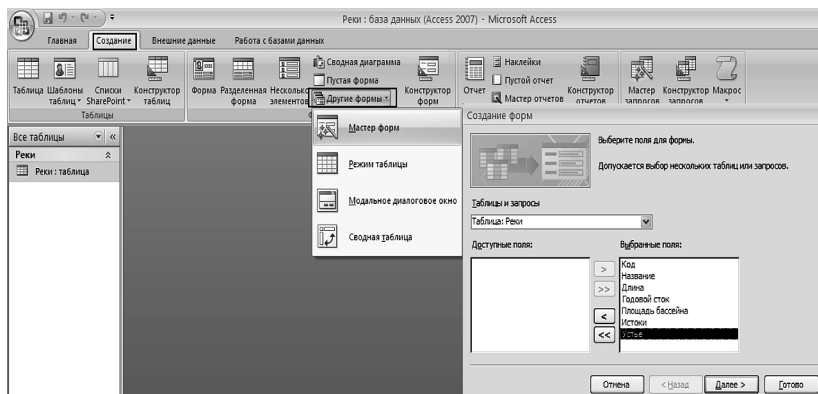 Реки : база данных (Access 2007) - Microsoft Access
Главная Создание Внешние данные Работа с базами данных
Таблица Шаблоны таблиц Списки SharePoint Конструктор таблиц
Таблицы
Форма Разделенная форма Несколько элементов
Сводная диаграмма
Пустая форма
Другие формы
Конструктор форм
Отчет
Наклейки
Пустой отчет
Мастер отчетов
Конструктор отчетов
Мастер запросов Конструктор запросов Макрос
Все таблицы
Реки
Реки : таблица
Мастер форм
Режим таблицы
Модальное диалоговое окно
Сводная таблица
Создание форм
Выберите поля для формы.
Допускается выбор нескольких таблиц или запросов.
Таблицы и запросы
Таблица: Реки
Доступные поля:
Выбранные поля:
>
>>
<
<<
Код
Название
Длина
Годовой сток
Площадь бассейна
Истоки
Устье
Отмена < Назад Далее > Готово